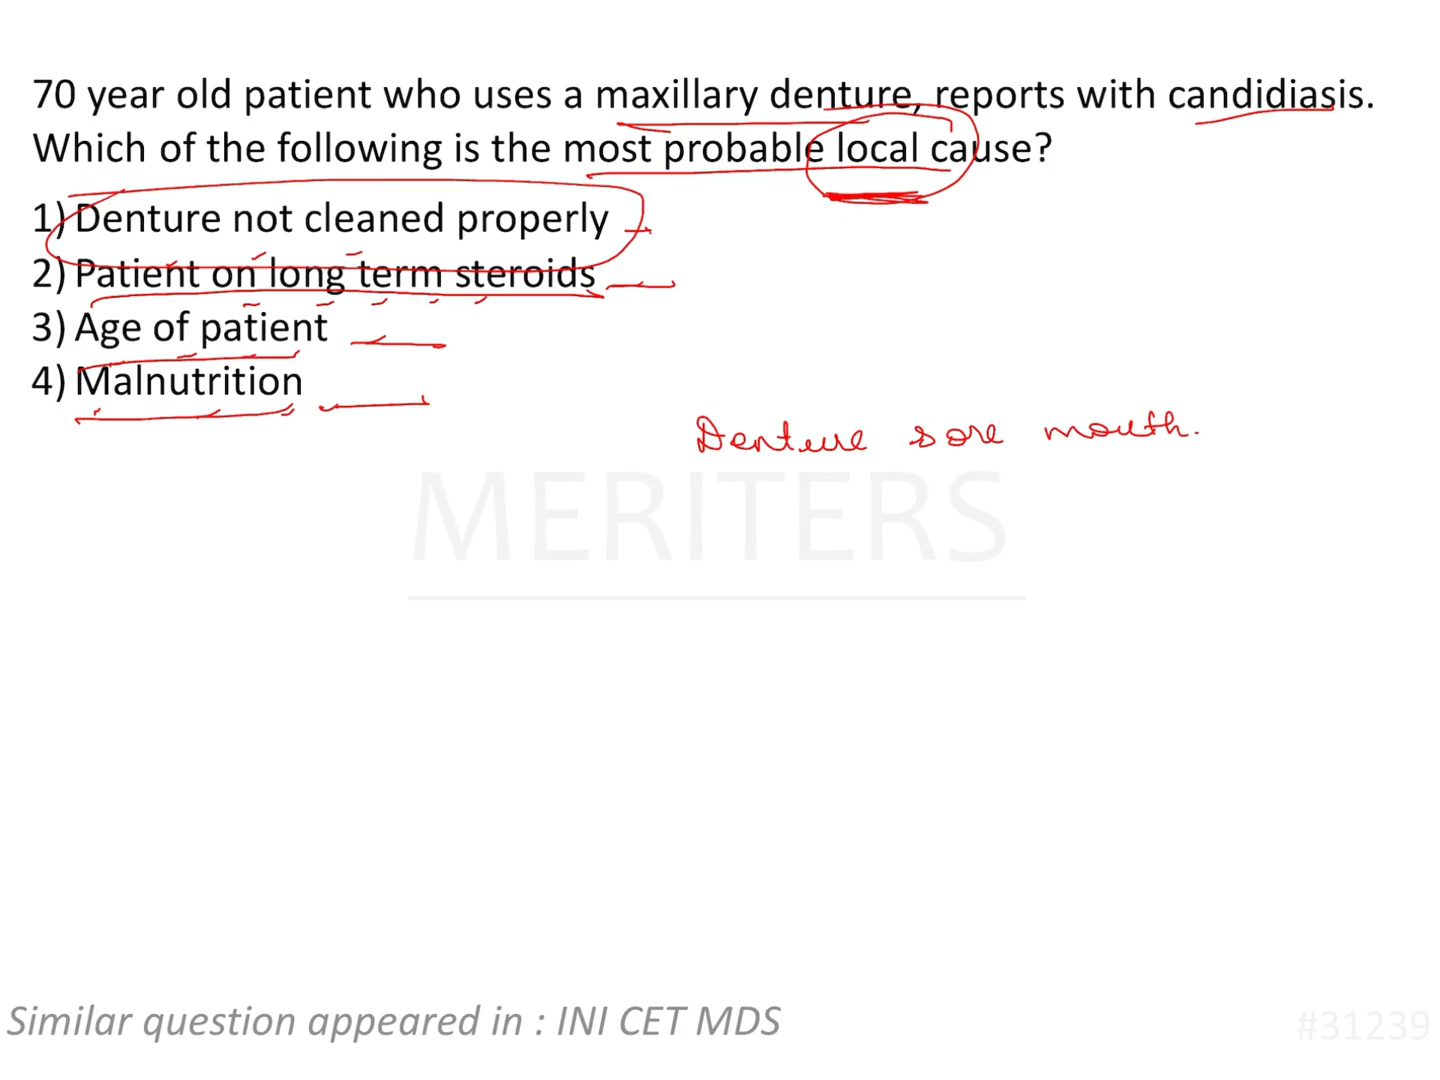 70 year old patient who uses a maxillary denture, reports with candidiasis.
Which of the following is the most probable local cause?
1) Denture not cleaned properly
2) Patient on long term steroids
3) Age of patient
4) Malnutrition
Denture sore mouth.
MERITERS
Similar question appeared in : INI CET MDS
#31239